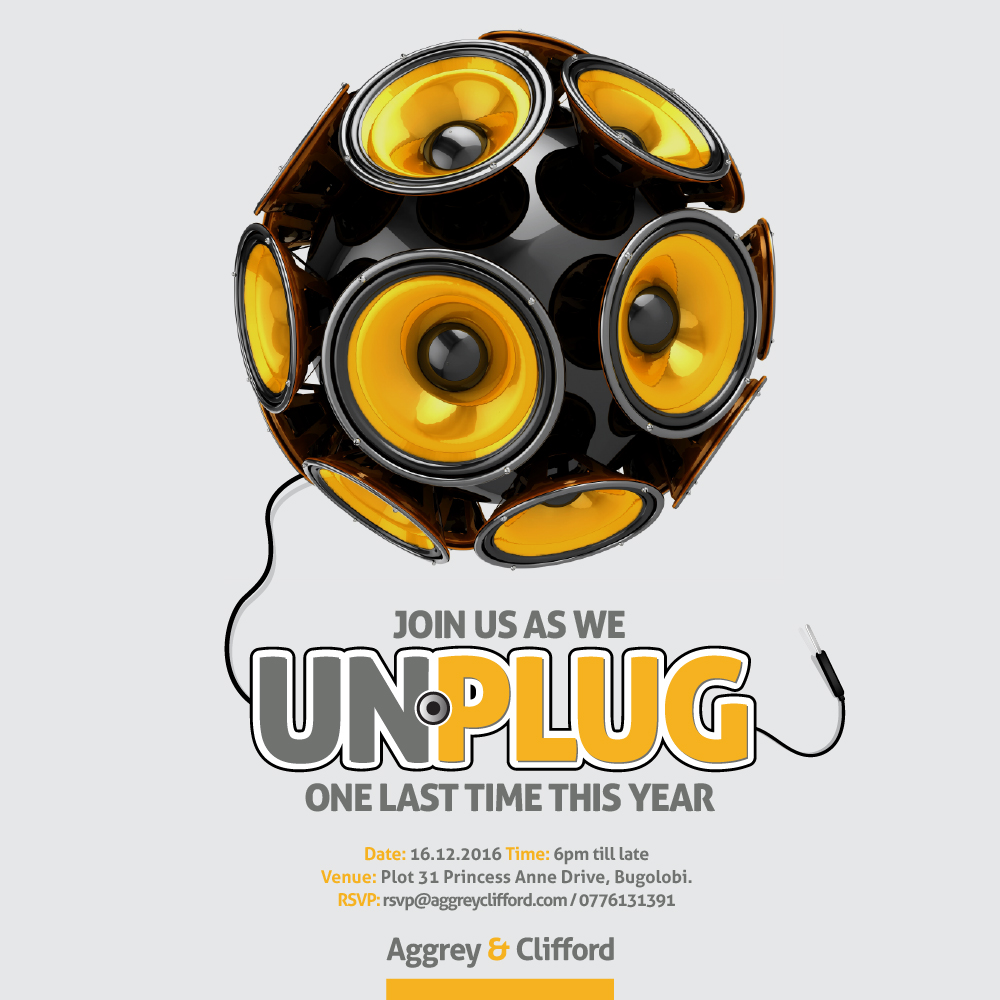 JOIN US AS WE
UNPLUG
ONE LAST TIME THIS YEAR
Date: 16.12.2016 Time: 6pm till late
Venue: Plot 31 Princess Anne Drive, Bugolobi.
RSVP: rsvp@aggreyclifford.com / 0776131391
Aggrey & Clifford